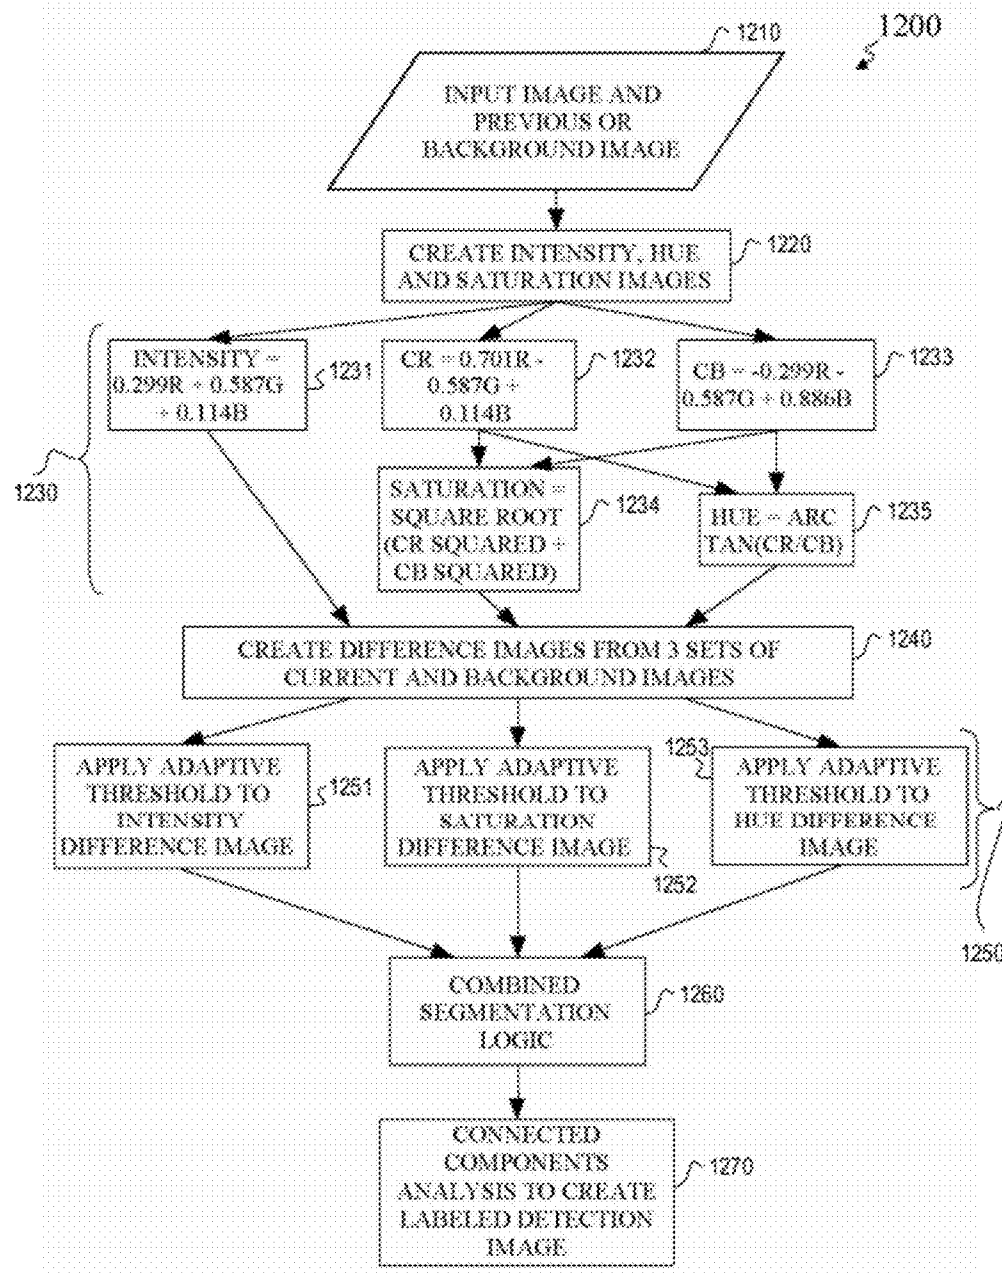 1200
1210
INPUT IMAGE AND
PREVIOUS OR
BACKGROUND IMAGE
1220
CREATE INTENSITY, HUE
AND SATURATION IMAGES
1230
INTENSITY =
0.299R + 0.587G
+ 0.114B
1231
CR = 0.701R -
0.587G +
0.114B
1232
CB = -0.299R -
0.587G + 0.886B
1233
SATURATION =
SQUARE ROOT
(CR SQUARED +
CB SQUARED)
1234
HUE = ARC
TAN(CR/CB)
1235
CREATE DIFFERENCE IMAGES FROM 3 SETS OF
CURRENT AND BACKGROUND IMAGES
1240
APPLY ADAPTIVE
THRESHOLD TO
INTENSITY
DIFFERENCE IMAGE
1251
APPLY ADAPTIVE
THRESHOLD TO
SATURATION
DIFFERENCE IMAGE
1252
1253
APPLY ADAPTIVE
THRESHOLD TO
HUE DIFFERENCE
IMAGE
1250
COMBINED
SEGMENTATION
LOGIC
1260
CONNECTED
COMPONENTS
ANALYSIS TO CREATE
LABELED DETECTION
IMAGE
1270